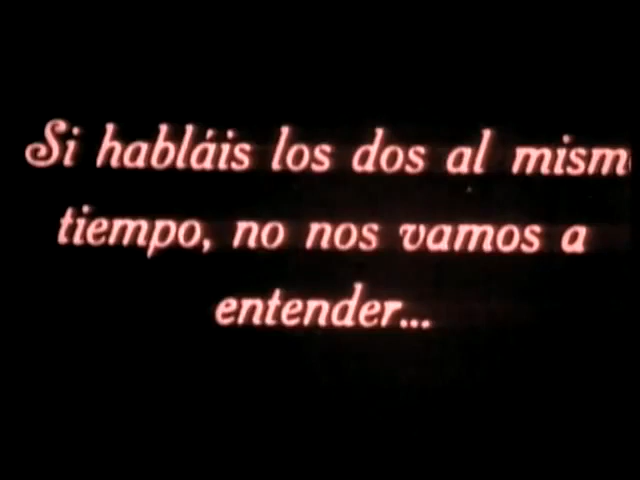 Si habláis los dos al mism
tiempo, no nos vamos a
entender...